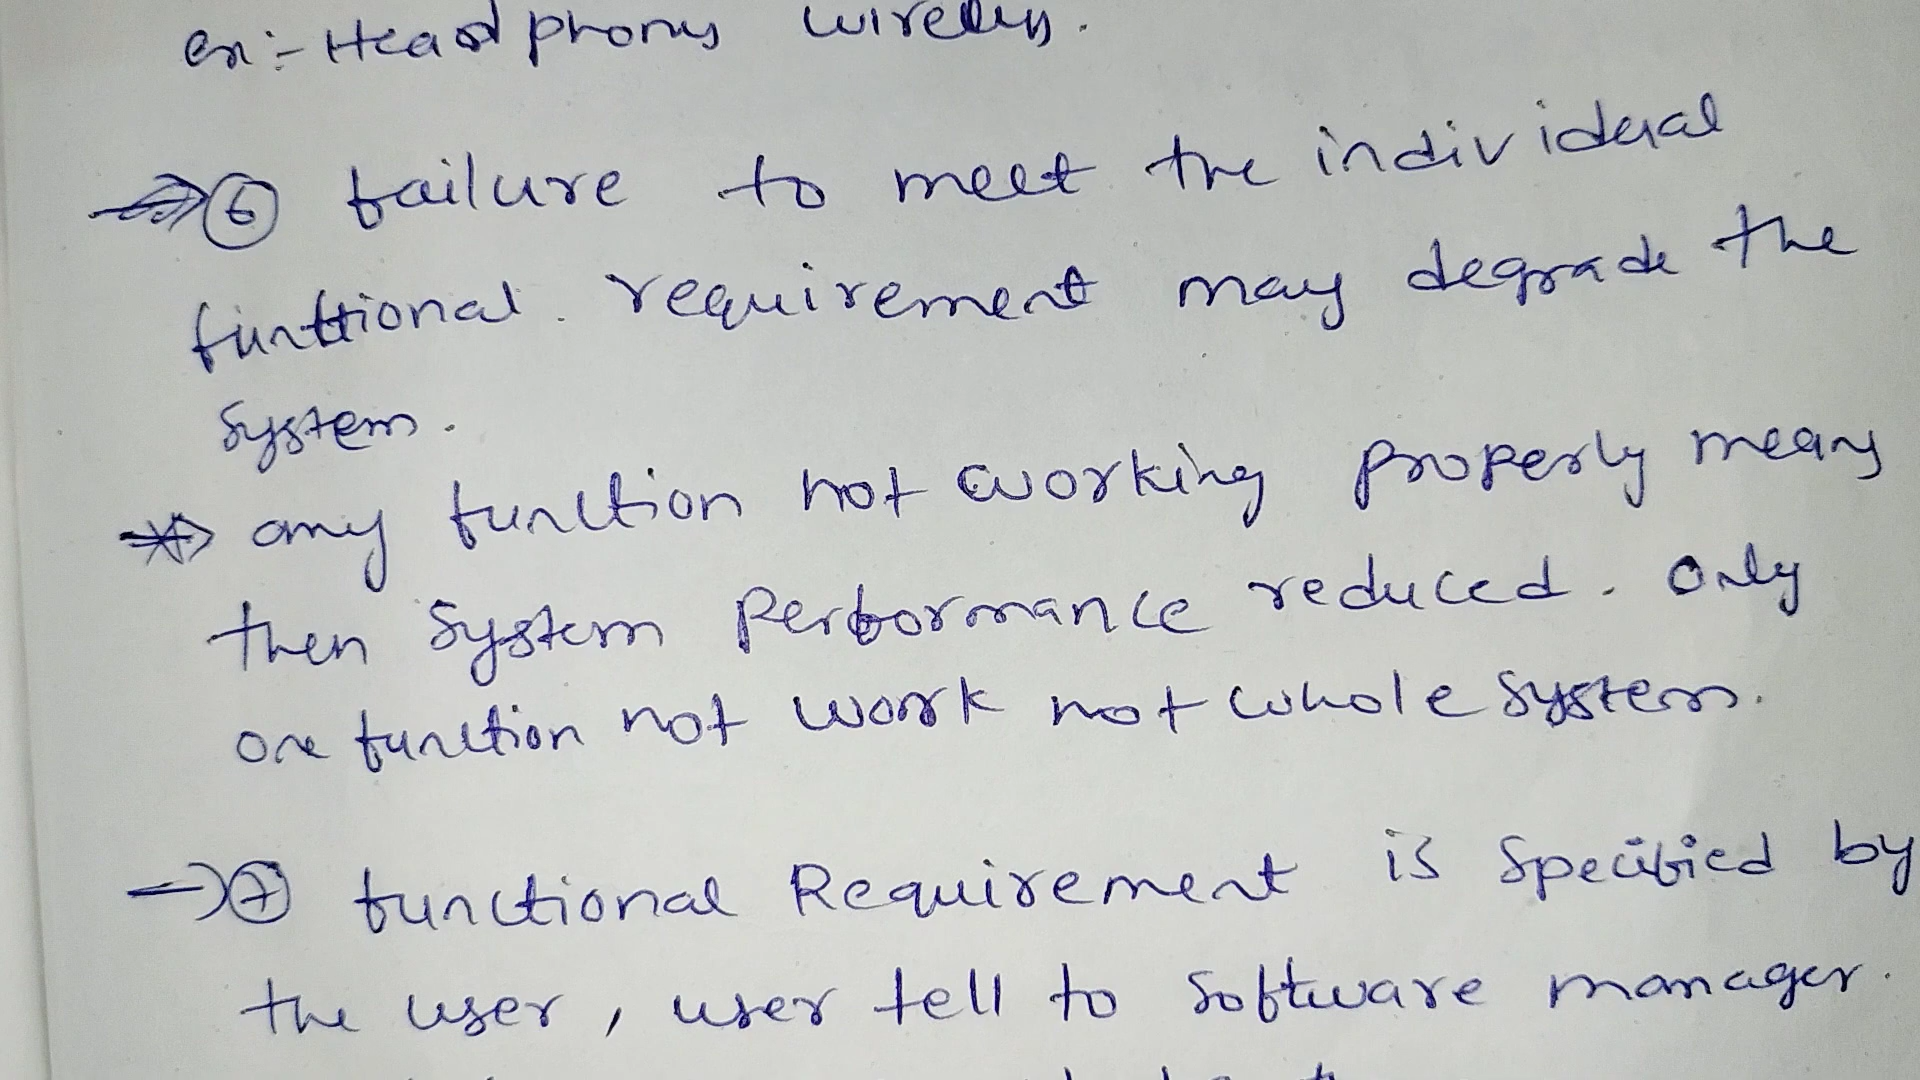 ex:- Headphones wireless.
→ 6 failure to meet the individual
functional requirement may degrade the
system.
* any function not working properly means
then system performance reduced. Only
one function not work not whole system.
→ 7 functional Requirement is specified by
the user, user tell to software manager.